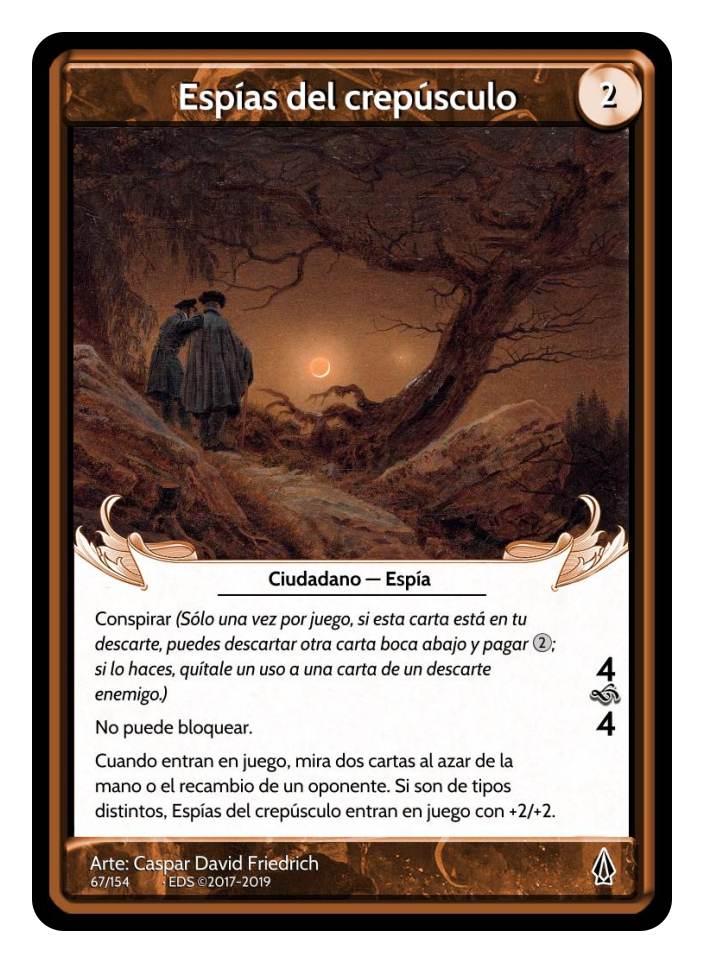 Espías del crepúsculo
2
Ciudadano — Espía
Conspirar (Sólo una vez por juego, si esta carta está en tu
descarte, puedes descartar otra carta boca abajo y pagar 2;
si lo haces, quítale un uso a una carta de un descarte
enemigo.)
No puede bloquear.
Cuando entran en juego, mira dos cartas al azar de la
mano o el recambio de un oponente. Si son de tipos
distintos, Espías del crepúsculo entran en juego con +2/+2.
4
4
Arte: Caspar David Friedrich
67/154 · EDS ©2017-2019